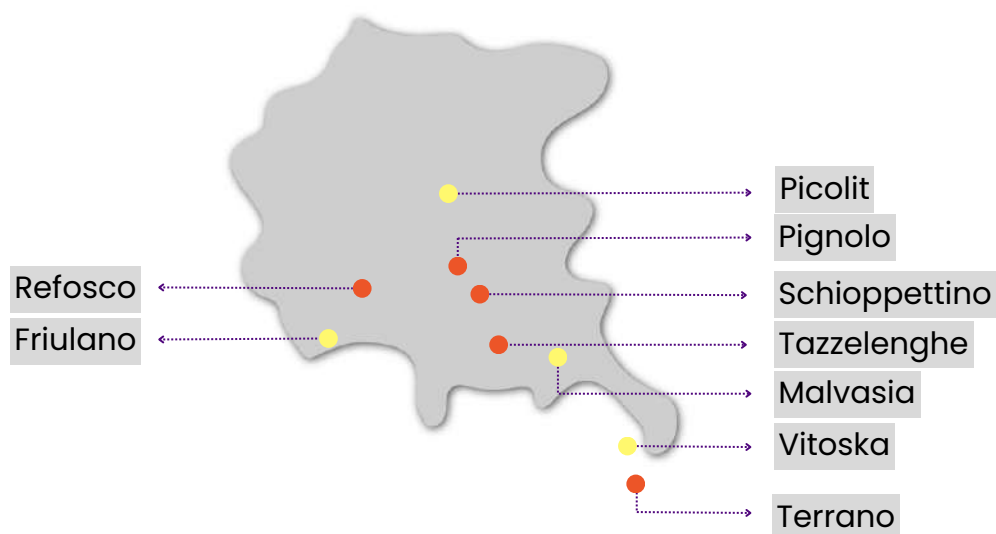 Picolit
Pignolo
Refosco
Schioppettino
Friulano
Tazzelenghe
Malvasia
Vitoska
Terrano